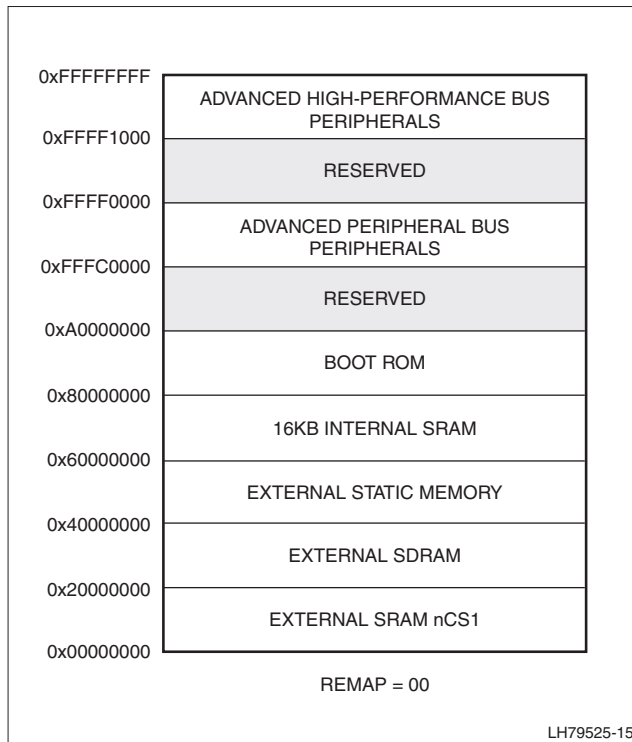 0xFFFFFFFF
ADVANCED HIGH-PERFORMANCE BUS
PERIPHERALS
0xFFFF1000
RESERVED
0xFFFF0000
ADVANCED PERIPHERAL BUS
PERIPHERALS
0xFFFC0000
RESERVED
0xA0000000
BOOT ROM
0x80000000
16KB INTERNAL SRAM
0x60000000
EXTERNAL STATIC MEMORY
0x40000000
EXTERNAL SDRAM
0x20000000
EXTERNAL SRAM nCS1
0x00000000
REMAP = 00
LH79525-15